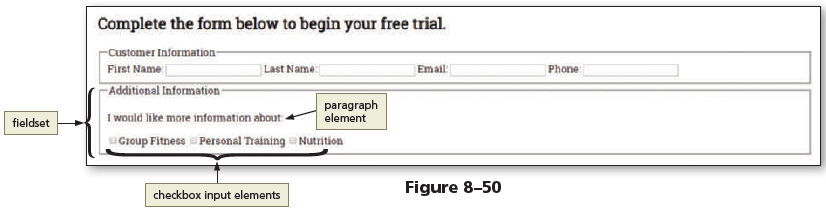 Complete the form below to begin your free trial.
Customer Information
First Name: Last Name: Email: Phone:
Additional Information
I would like more information about:
paragraph
element
fieldset
Group Fitness Personal Training Nutrition
checkbox input elements
Figure 8–50